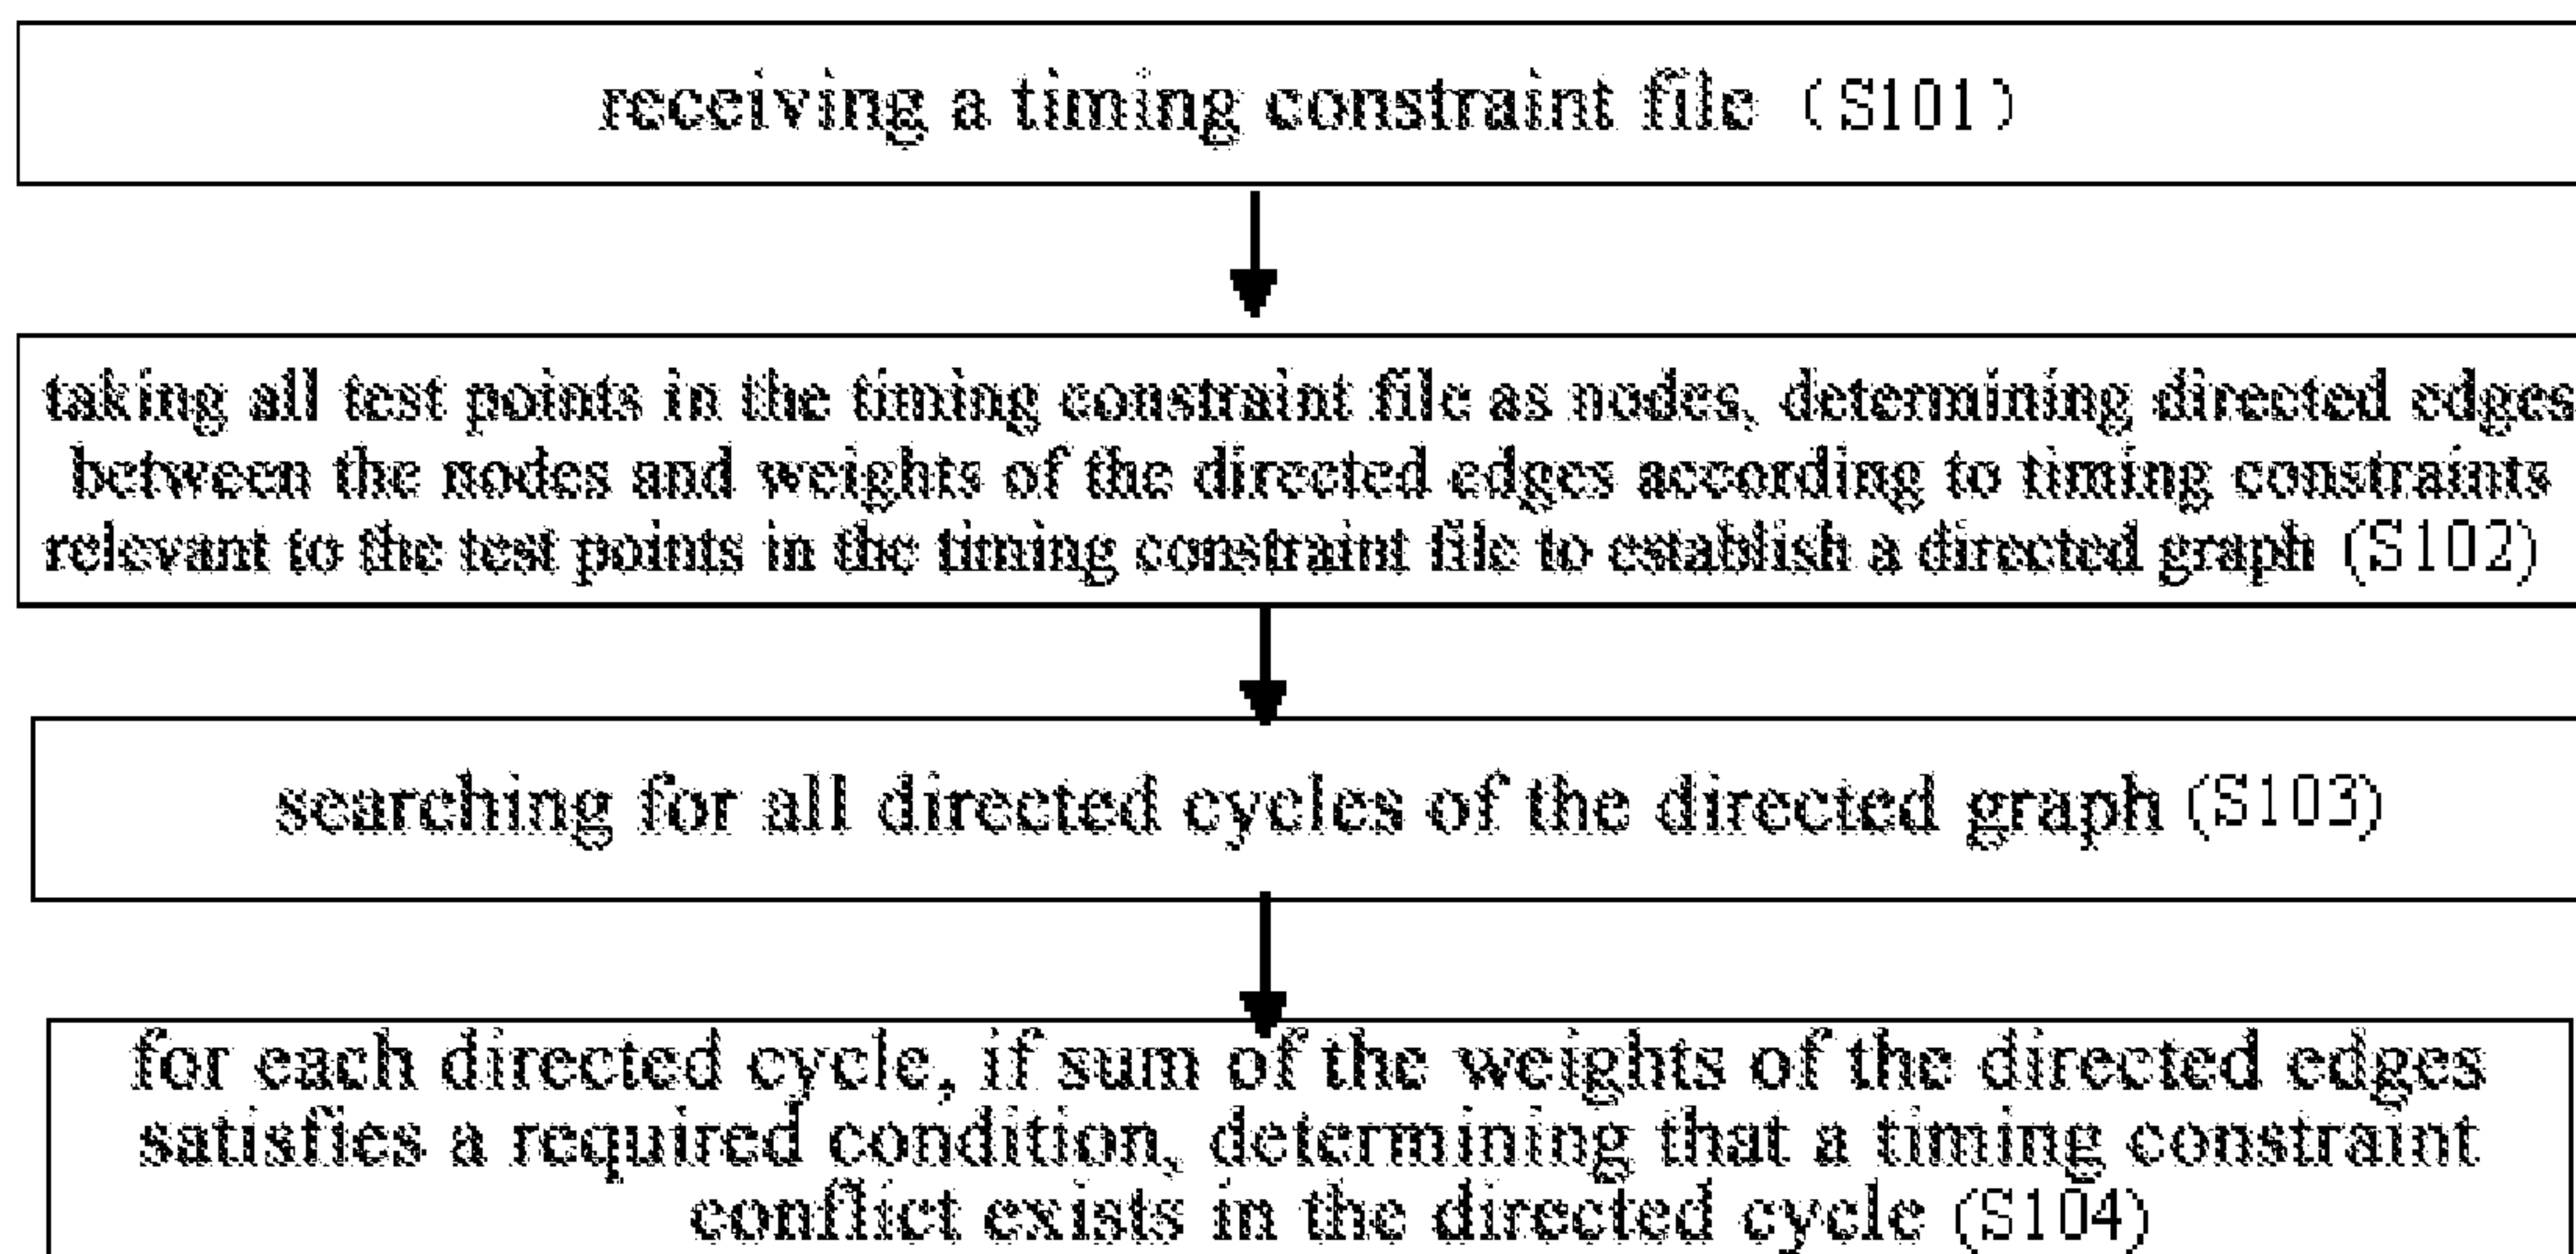 receiving a timing constraint file (S101)
taking all test points in the timing constraint file as nodes, determining directed edges
between the nodes and weights of the directed edges according to timing constraints
relevant to the test points in the timing constraint file to establish a directed graph (S102)
searching for all directed cycles of the directed graph (S103)
for each directed cycle, if sum of the weights of the directed edges
satisfies a required condition, determining that a timing constraint
conflict exists in the directed cycle (S104)